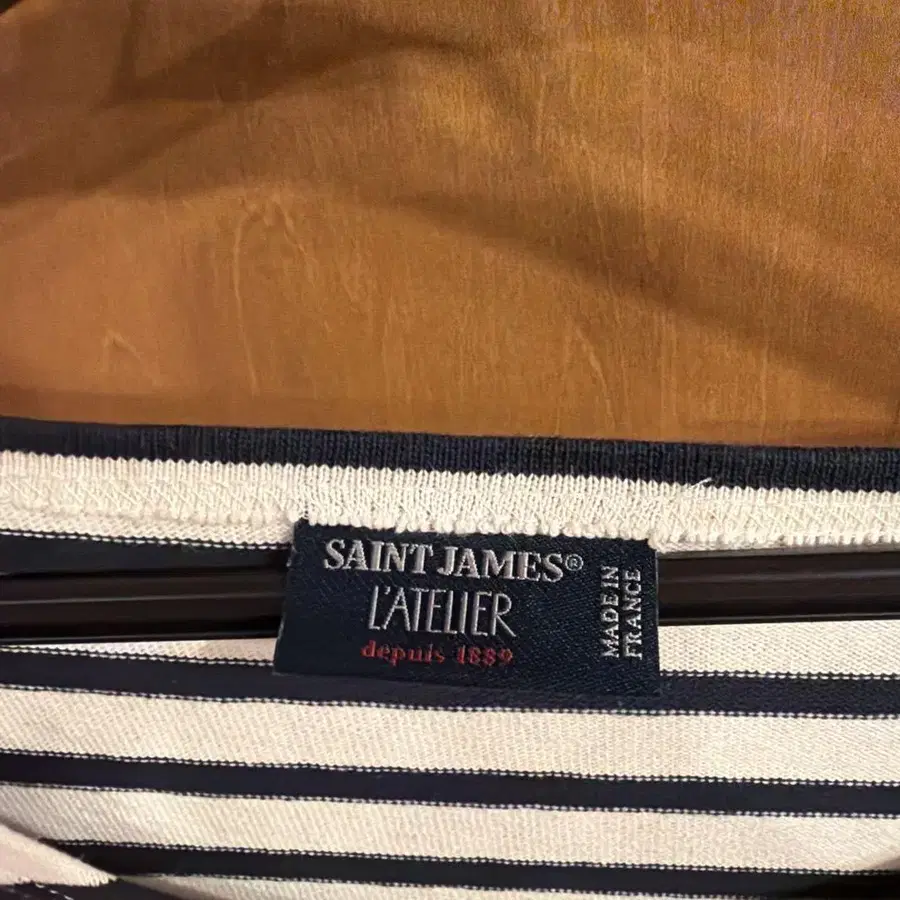 SAINT JAMES®
L'ATELIER
depuis 1889
MADE IN
FRANCE